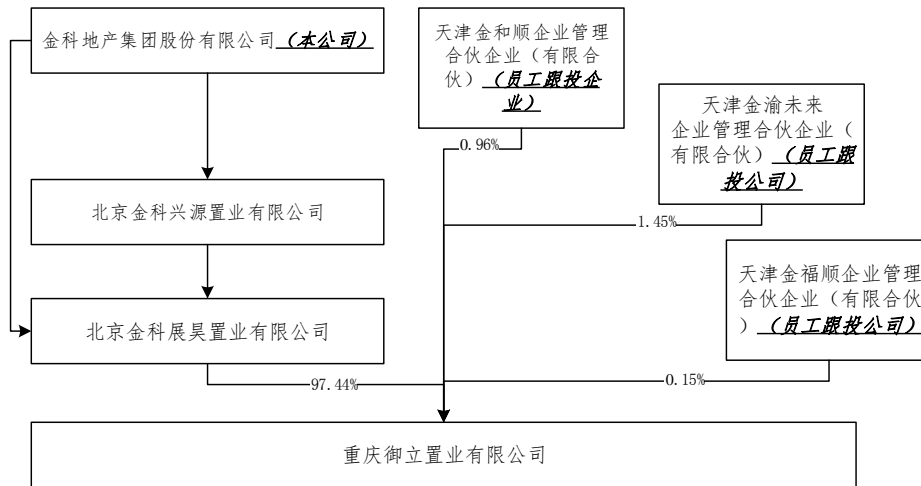 金科地产集团股份有限公司（本公司）
天津金和顺企业管理
合伙企业（有限合
伙）（员工跟投企
业）
0.96%
天津金渝未来
企业管理合伙企业（
有限合伙）（员工跟
投公司）
1.45%
北京金科兴源置业有限公司
天津金福顺企业管理
合伙企业（有限合伙
）（员工跟投公司）
北京金科展昊置业有限公司
97.44%
0.15%
重庆御立置业有限公司